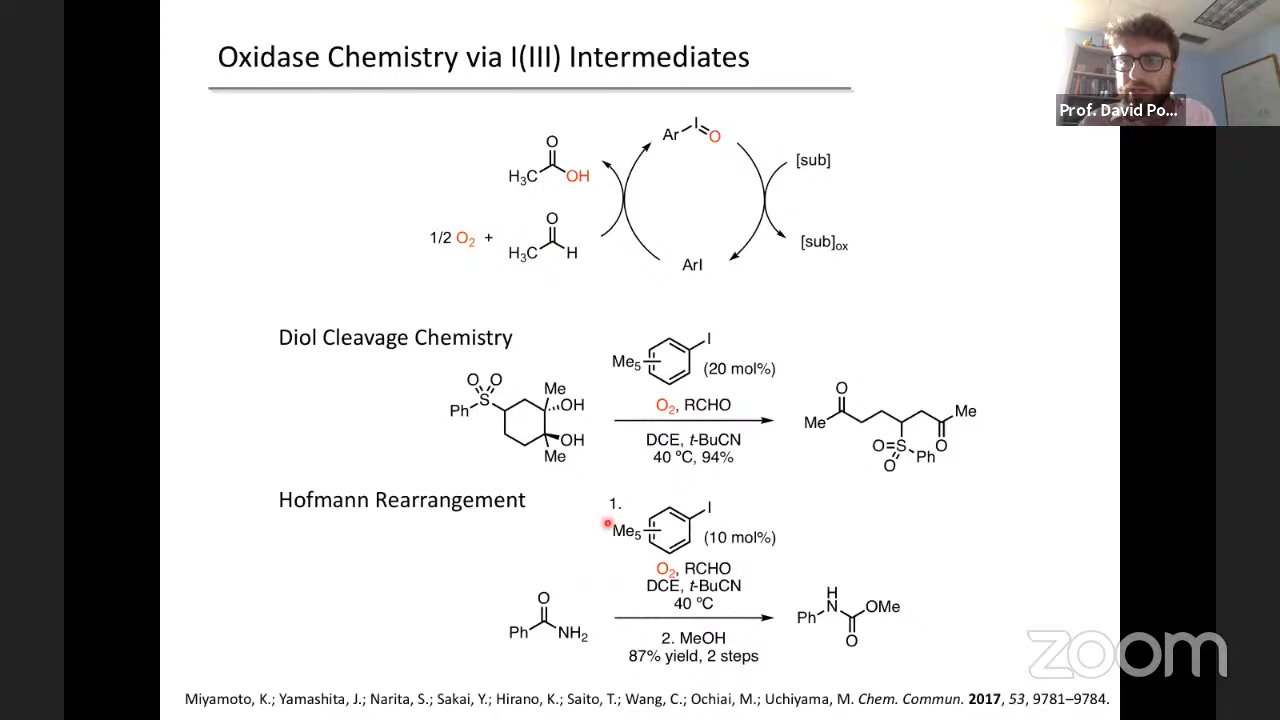 Oxidase Chemistry via I(III) Intermediates
Prof. David Po...
Ar I O
O
H3C OH
[sub]
1/2 O2 +
O
H3C H
[sub]ox
ArI
Diol Cleavage Chemistry
I
Me5 (20 mol%)
O O
S
Ph
Me
OH
OH
Me
O2, RCHO
DCE, t-BuCN
40 ºC, 94%
O
Me
Me
O
O=S
Ph
O
Hofmann Rearrangement
1.
I
Me5 (10 mol%)
O2, RCHO
DCE, t-BuCN
40 ºC
O
Ph NH2
2. MeOH
87% yield, 2 steps
H
Ph N OMe
O
zoom
Miyamoto, K.; Yamashita, J.; Narita, S.; Sakai, Y.; Hirano, K.; Saito, T.; Wang, C.; Ochiai, M.; Uchiyama, M. Chem. Commun. 2017, 53, 9781–9784.